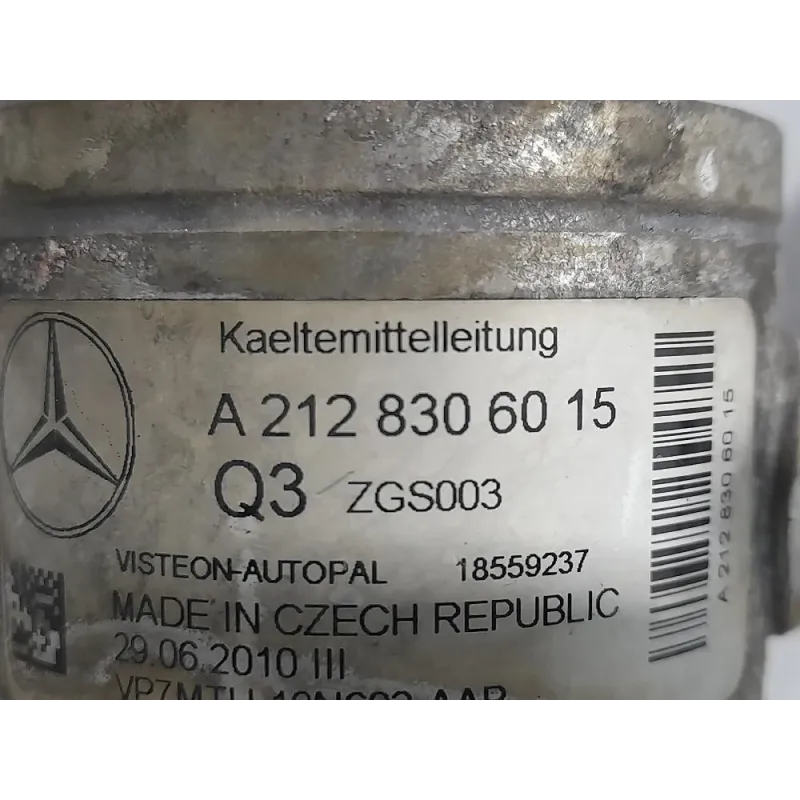 Kaeltemittelleitung
A 212 830 60 15
Q3 ZGS003
VISTEON-AUTOPAL 18559237
MADE IN CZECH REPUBLIC
29.06.2010 III
A 212 830 60 15